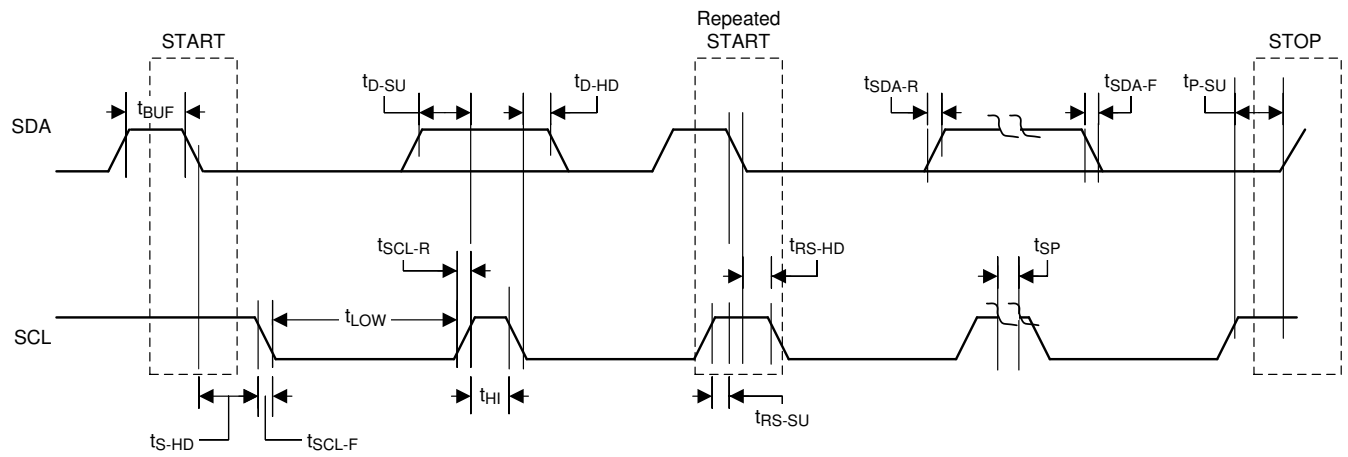 START
Repeated
START
STOP
tBUF
tD-SU
tD-HD
tSDA-R
tSDA-F
tP-SU
SDA
tSCL-R
tRS-HD
tSP
tLOW
SCL
tHI
tRS-SU
tS-HD
tSCL-F